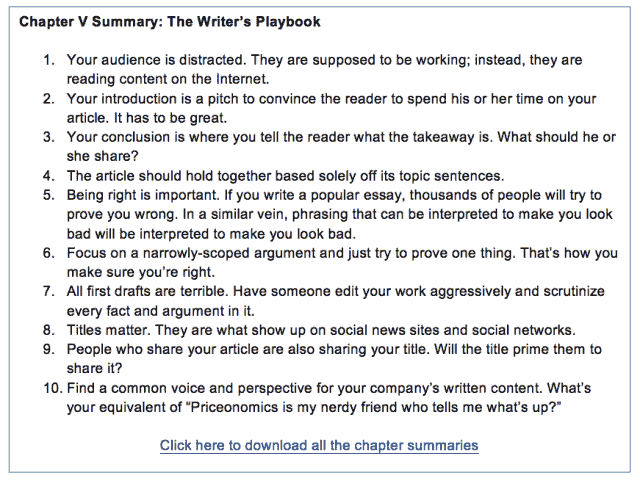 Chapter V Summary: The Writer's Playbook
1. Your audience is distracted. They are supposed to be working; instead, they are
reading content on the Internet.
2. Your introduction is a pitch to convince the reader to spend his or her time on your
article. It has to be great.
3. Your conclusion is where you tell the reader what the takeaway is. What should he or
she share?
4. The article should hold together based solely off its topic sentences.
5. Being right is important. If you write a popular essay, thousands of people will try to
prove you wrong. In a similar vein, phrasing that can be interpreted to make you look
bad will be interpreted to make you look bad.
6. Focus on a narrowly-scoped argument and just try to prove one thing. That's how you
make sure you're right.
7. All first drafts are terrible. Have someone edit your work aggressively and scrutinize
every fact and argument in it.
8. Titles matter. They are what show up on social news sites and social networks.
9. People who share your article are also sharing your title. Will the title prime them to
share it?
10. Find a common voice and perspective for your company's written content. What's
your equivalent of "Priceonomics is my nerdy friend who tells me what's up?"
Click here to download all the chapter summaries